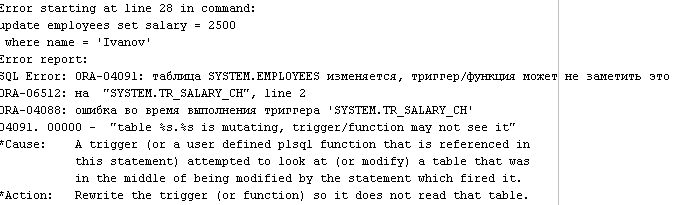 Error starting at line 28 in command:
update employees set salary = 2500
where name = 'Ivanov'
Error report:
SQL Error: ORA-04091: таблица SYSTEM.EMPLOYEES изменяется, триггер/функция может не заметить это
ORA-06512: на  "SYSTEM.TR_SALARY_CH", line 2
ORA-04088: ошибка во время выполнения триггера 'SYSTEM.TR_SALARY_CH'
04091. 00000 -  "table %s.%s is mutating, trigger/function may not see it"
*Cause:    A trigger (or a user defined plsql function that is referenced in
this statement) attempted to look at (or modify) a table that was
in the middle of being modified by the statement which fired it.
*Action:   Rewrite the trigger (or function) so it does not read that table.